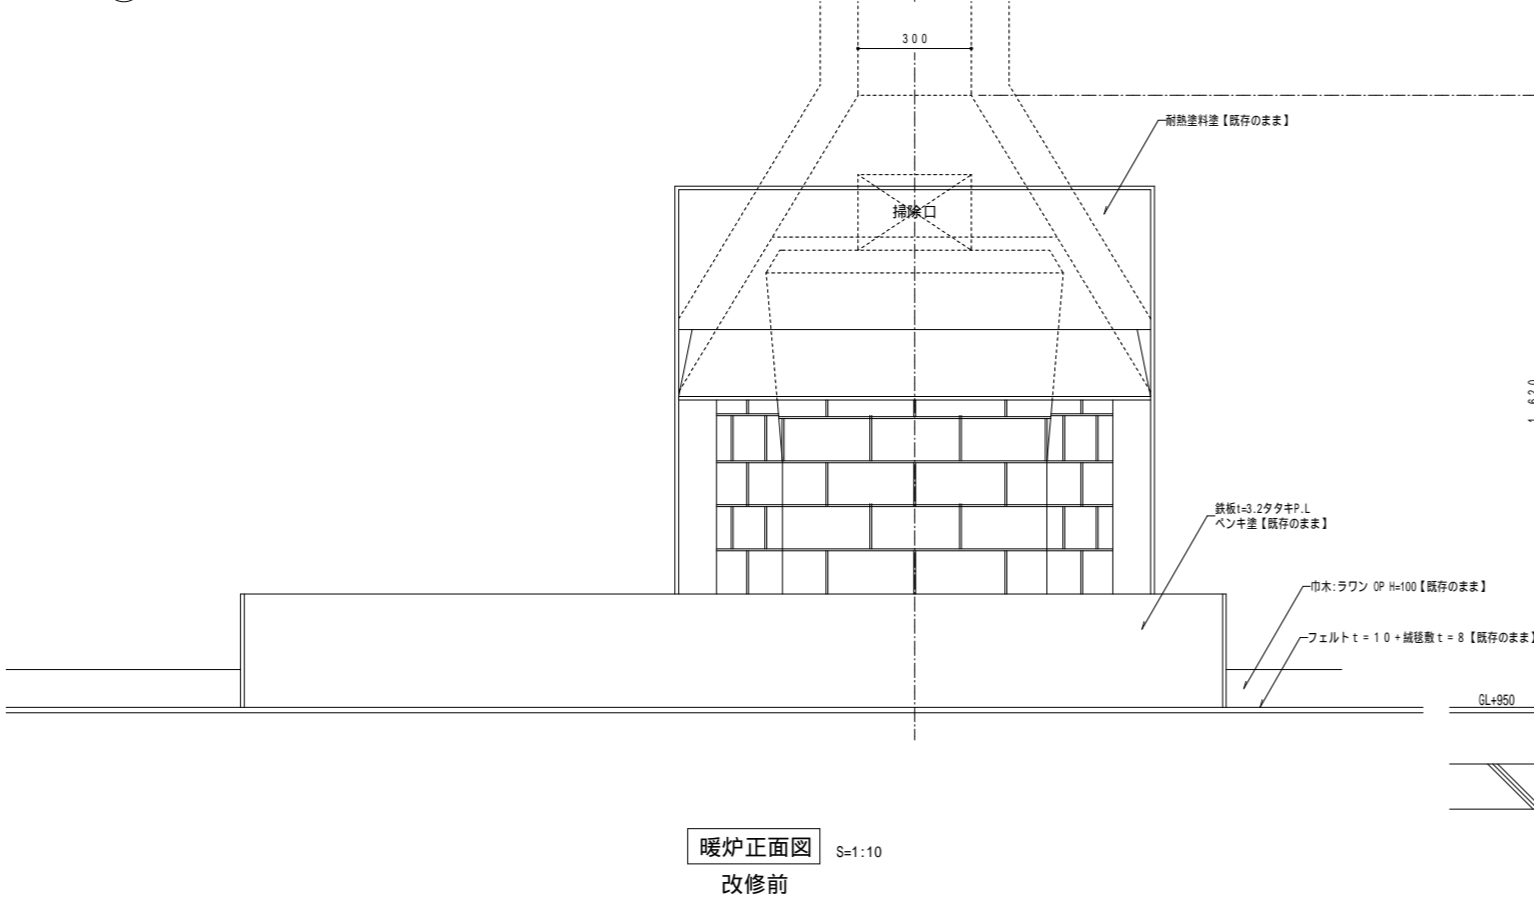 300
耐熱塗料塗【既存のまま】
掃除口
1,620
鉄板t=3.2タタキP.L
ペンキ塗【既存のまま】
巾木:ラワン OP H=100【既存のまま】
フェルトt=10+絨毯敷t=8【既存のまま】
GL+950
暖炉正面図 S=1:10
改修前